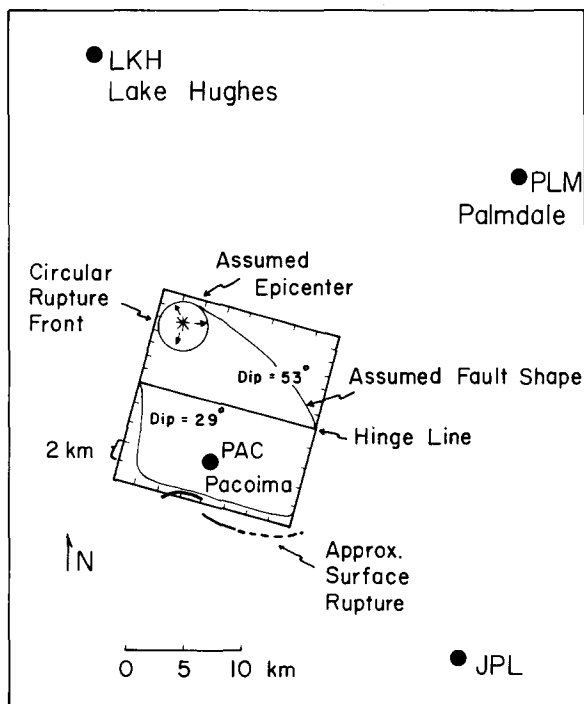 LKH
Lake Hughes
PLM
Palmdale
Assumed
Epicenter
Circular
Rupture
Front
Dip = 53°
Assumed Fault Shape
Dip = 29°
Hinge Line
2 km
PAC
Pacoima
N
Approx.
Surface
Rupture
0 5 10 km
JPL